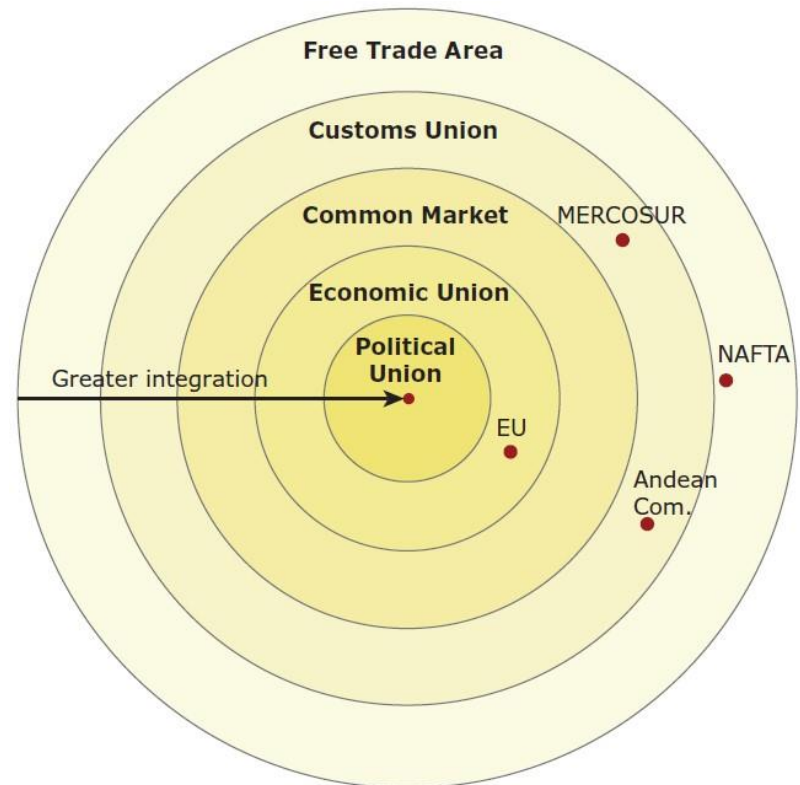 Free Trade Area
Customs Union
Common Market
MERCOSUR
Economic Union
Political
Union
NAFTA
Greater integration
EU
Andean
Com.